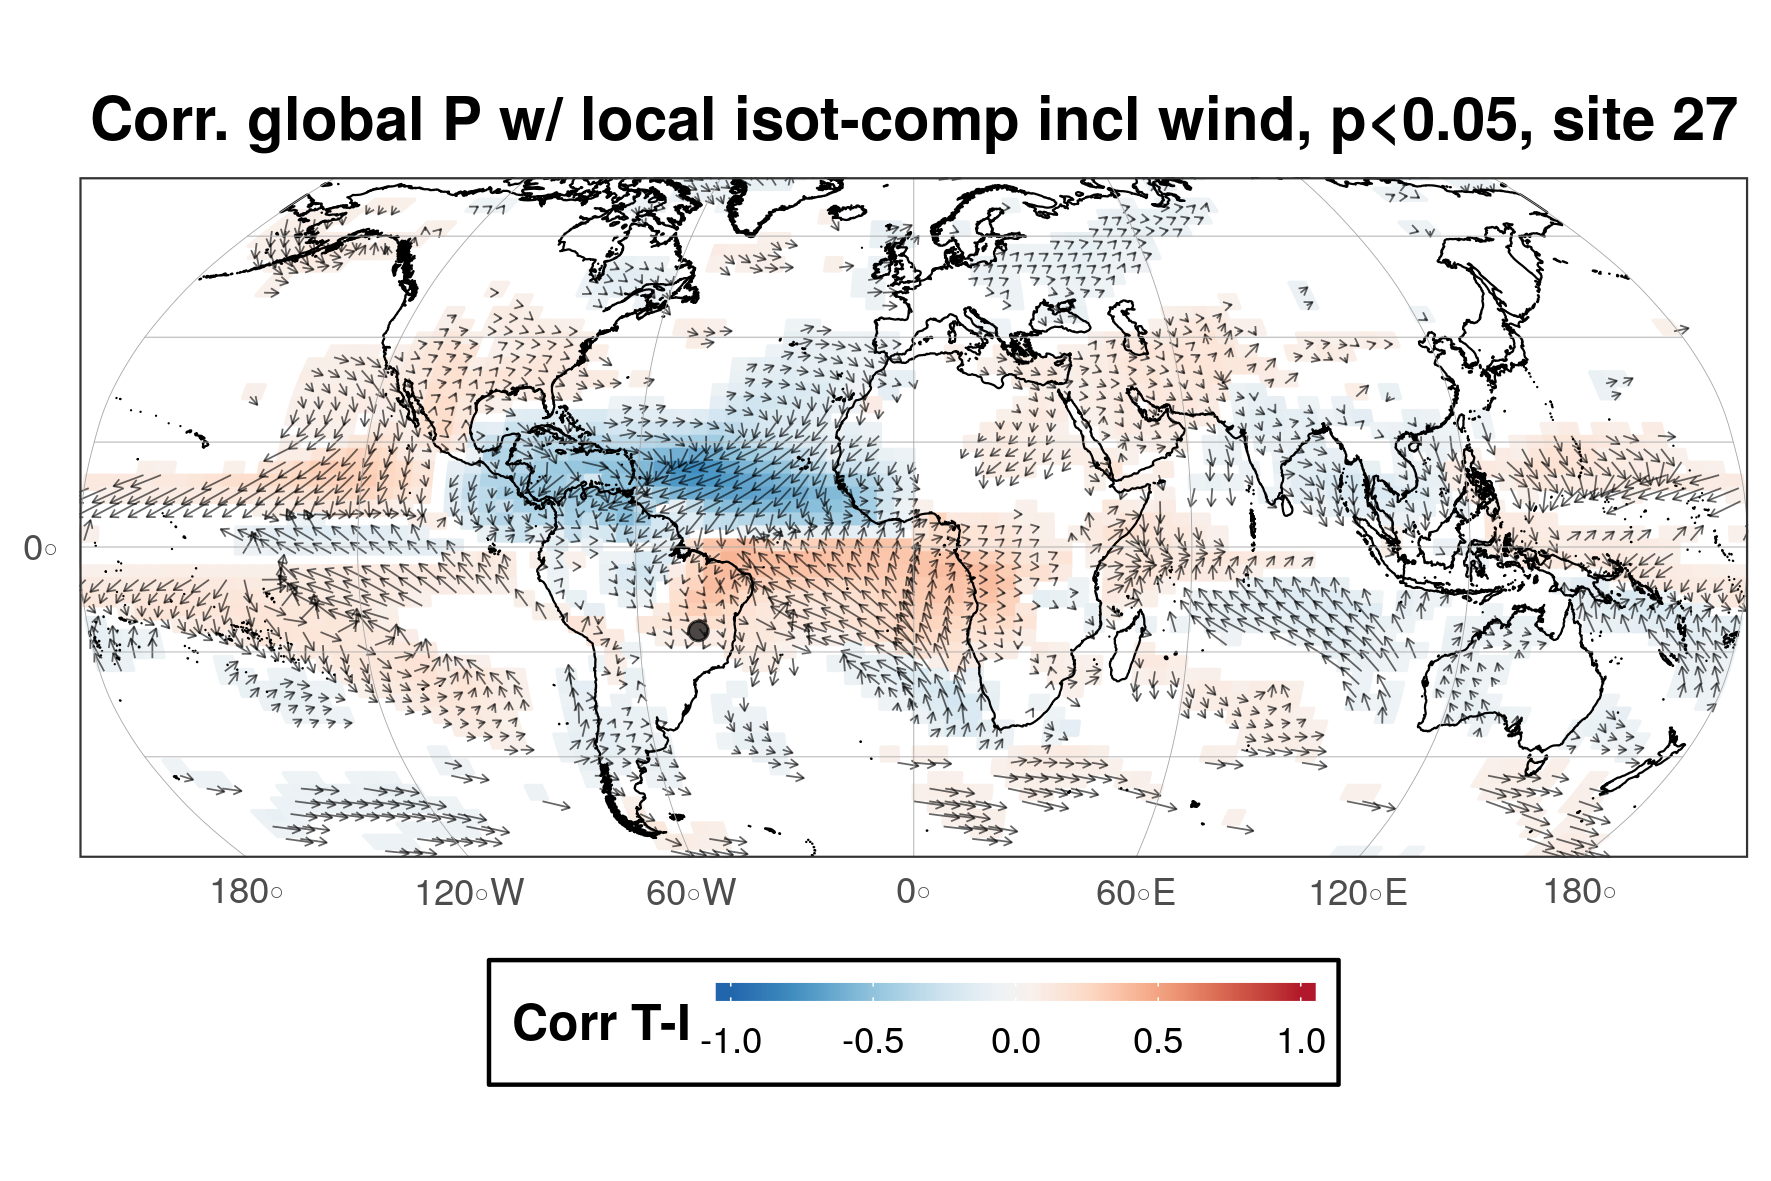 Corr. global P w/ local isot-comp incl wind, p<0.05, site 27
0°
180° 120°W 60°W 0° 60°E 120°E 180°
Corr T-I
-1.0 -0.5 0.0 0.5 1.0